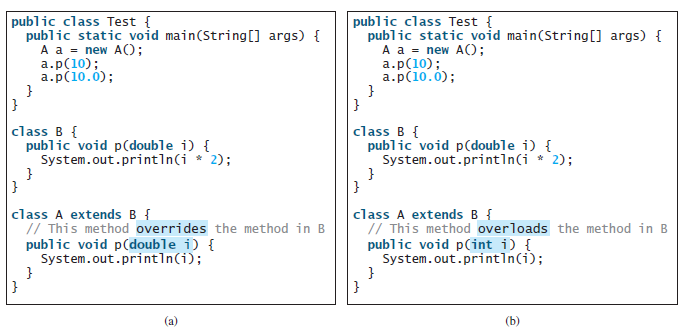 public class Test {
public static void main(String[] args) {
A a = new A();
a.p(10);
a.p(10.0);
}
}
class B {
public void p(double i) {
System.out.println(i * 2);
}
}
class A extends B {
// This method overrides the method in B
public void p(double i) {
System.out.println(i);
}
}
(a)
public class Test {
public static void main(String[] args) {
A a = new A();
a.p(10);
a.p(10.0);
}
}
class B {
public void p(double i) {
System.out.println(i * 2);
}
}
class A extends B {
// This method overloads the method in B
public void p(int i) {
System.out.println(i);
}
}
(b)